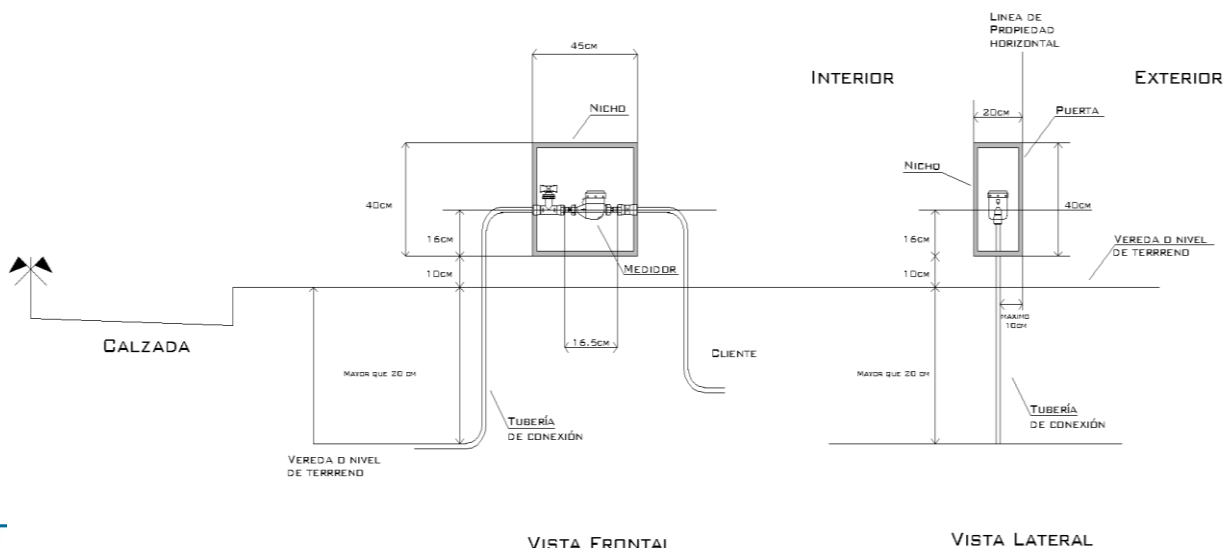 LINEA DE
PROPIEDAD
HORIZONTAL
45CM
INTERIOR
EXTERIOR
NICHO
20CM
PUERTA
NICHO
40CM
40CM
16CM
16CM
VEREDA O NIVEL
DE TERRRENO
MEDIDOR
10CM
10CM
MAXIMO
10CM
CALZADA
16.5CM
CLIENTE
MAYOR QUE 20 CM
MAYOR QUE 20 CM
TUBERÍA
DE CONEXIÓN
TUBERÍA
DE CONEXIÓN
VEREDA O NIVEL
DE TERRRENO
VISTA FRONTAL
VISTA LATERAL